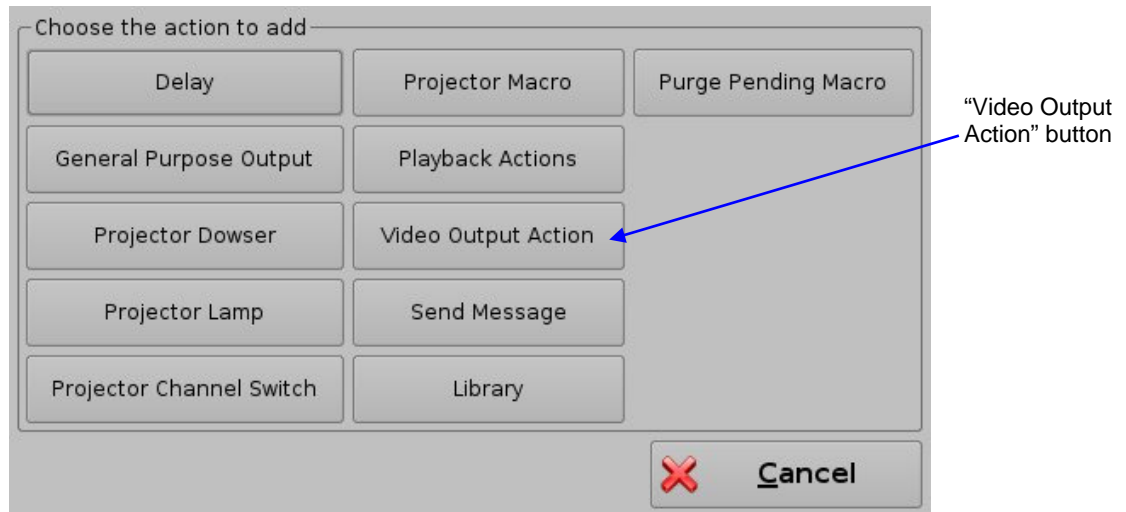 Choose the action to add
Delay
Projector Macro
Purge Pending Macro
General Purpose Output
Playback Actions
Projector Dowser
Video Output Action
Projector Lamp
Send Message
Projector Channel Switch
Library
Cancel
“Video Output
Action” button